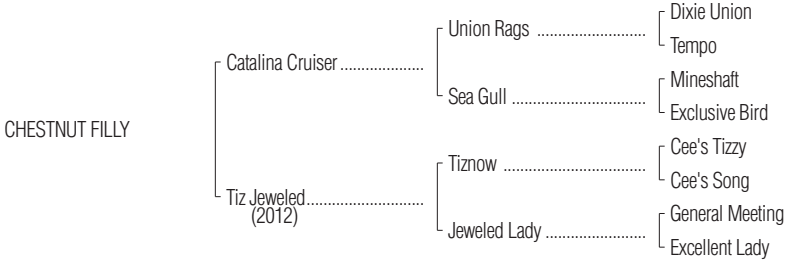 Dixie Union
Union Rags ........................
Tempo
Catalina Cruiser ...................
Mineshaft
Sea Gull ..............................
Exclusive Bird
CHESTNUT FILLY
Cee's Tizzy
Tiznow ................................
Cee's Song
Tiz Jeweled..........................
(2012)
General Meeting
Jeweled Lady ......................
Excellent Lady